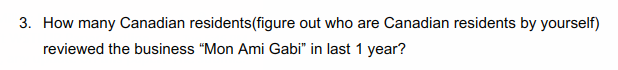 3. How many Canadian residents(figure out who are Canadian residents by yourself)
reviewed the business “Mon Ami Gabi” in last 1 year?